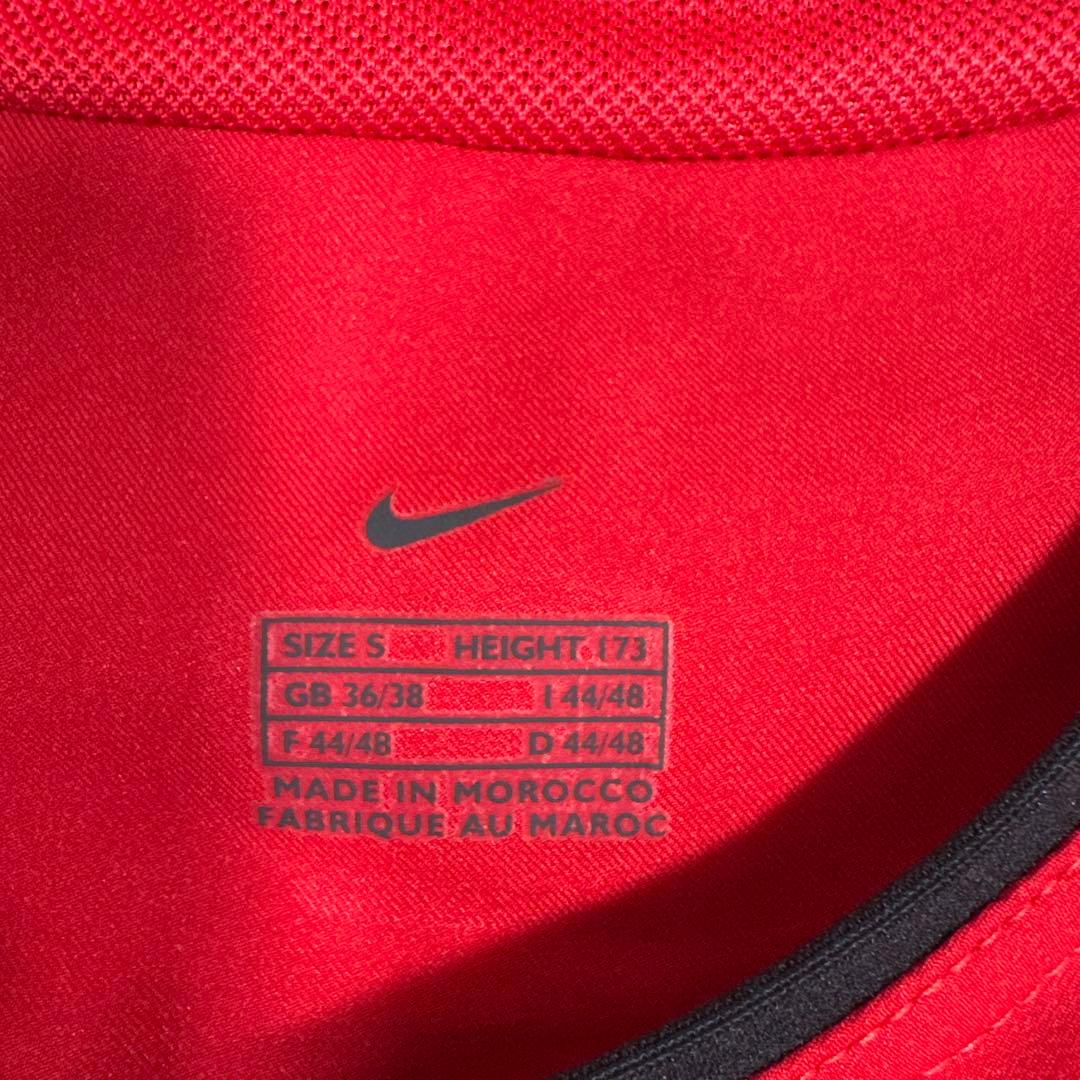 SIZE S HEIGHT 173
GB 36/38 I 44/48
F 44/48 D 44/48
MADE IN MOROCCO
FABRIQUE AU MAROC